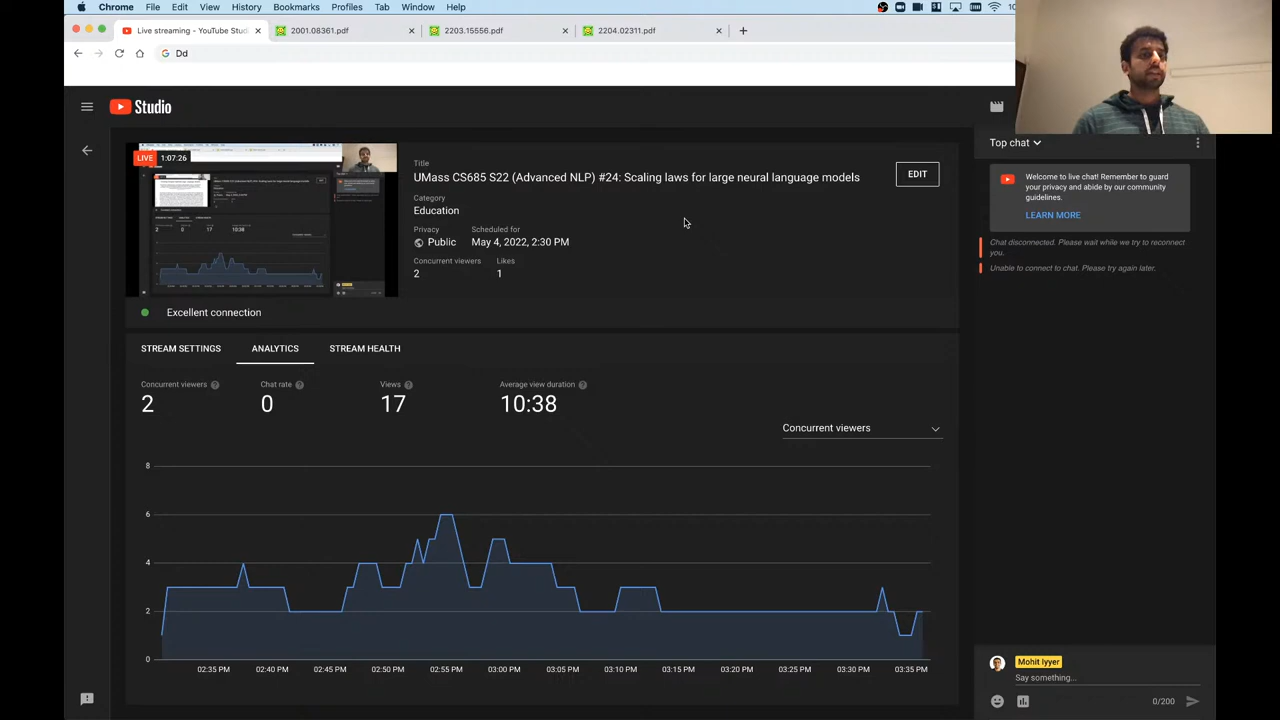 Chrome File Edit View History Bookmarks Profiles Tab Window Help
Live streaming - YouTube Studi
2001.08361.pdf
2203.15556.pdf
2204.02311.pdf
Dd
Studio
LIVE 1:07:26
Title
UMass CS685 S22 (Advanced NLP) #24: Scaling laws for large neural language models
EDIT
Category
Education
Privacy
Public
Scheduled for
May 4, 2022, 2:30 PM
Concurrent viewers
2
Likes
1
Excellent connection
STREAM SETTINGS ANALYTICS STREAM HEALTH
Concurrent viewers
2
Chat rate
0
Views
17
Average view duration
10:38
Concurrent viewers
8
6
4
2
0
02:35 PM 02:40 PM 02:45 PM 02:50 PM 02:55 PM 03:00 PM 03:05 PM 03:10 PM 03:15 PM 03:20 PM 03:25 PM 03:30 PM 03:35 PM
Top chat
Welcome to live chat! Remember to guard
your privacy and abide by our community
guidelines.
LEARN MORE
Chat disconnected. Please wait while we try to reconnect
you.
Unable to connect to chat. Please try again later.
Mohit Iyyer
Say something...
0/200